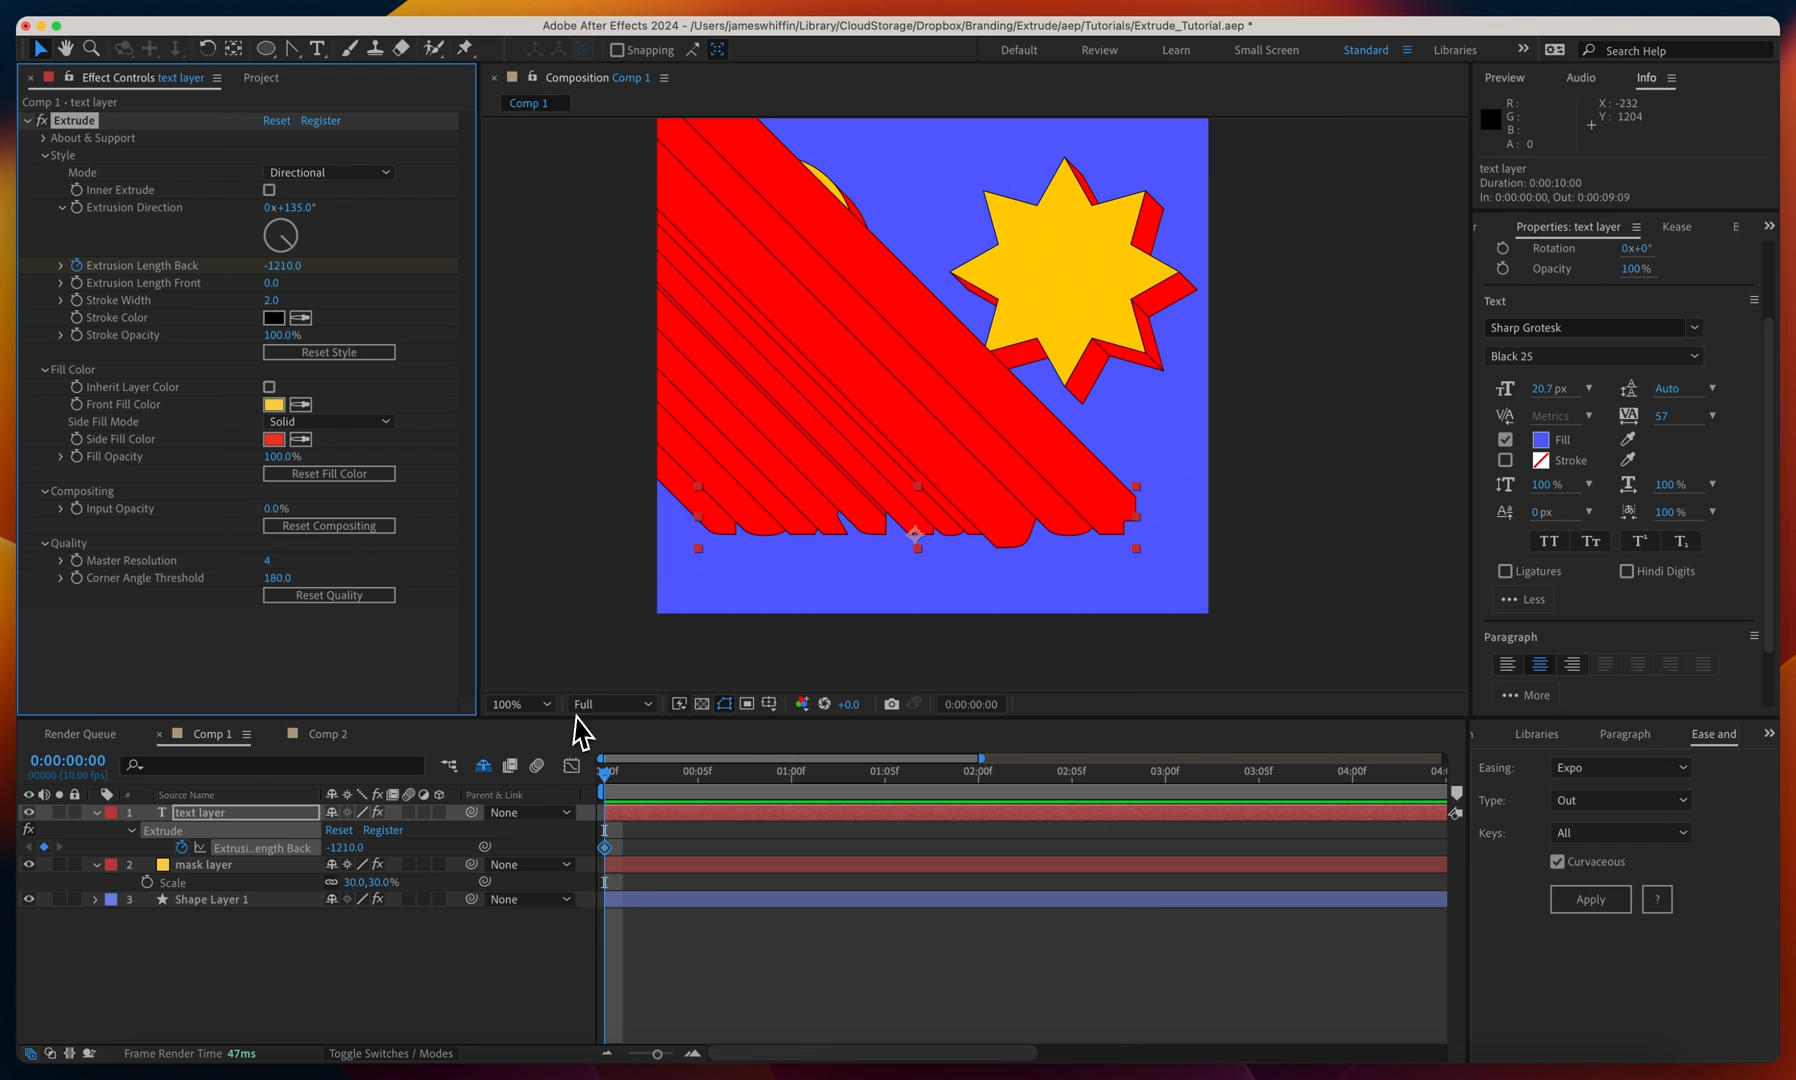 Adobe After Effects 2024 - /Users/jameswhiffin/Library/CloudStorage/Dropbox/Branding/Extrude/aep/Tutorials/Extrude_Tutorial.aep *
Snapping
Default
Review
Learn
Small Screen
Standard
Libraries
Search Help
Effect Controls text layer
Project
Composition Comp 1
Preview
Audio
Info
Comp 1 • text layer
Comp 1
Extrude
Reset
Register
About & Support
Style
Mode
Directional
Inner Extrude
Extrusion Direction
0x+135.0°
Extrusion Length Back
-1210.0
Extrusion Length Front
0.0
Stroke Width
2.0
Stroke Color
Stroke Opacity
100.0%
Reset Style
Fill Color
Inherit Layer Color
Front Fill Color
Side Fill Mode
Solid
Side Fill Color
Fill Opacity
100.0%
Reset Fill Color
Compositing
Input Opacity
0.0%
Reset Compositing
Quality
Master Resolution
4
Corner Angle Threshold
180.0
Reset Quality
R :
G :
B :
A : 0
X : -232
Y : 1204
text layer
Duration: 0:00:10:00
In: 0:00:00:00, Out: 0:00:09:09
Properties: text layer
Kease
Rotation
0x+0°
Opacity
100 %
Text
Sharp Grotesk
Black 25
20.7 px
Auto
Metrics
57
Fill
Stroke
100 %
100 %
0 px
100 %
Ligatures
Hindi Digits
Less
Paragraph
More
100%
Full
+0.0
0:00:00:00
Render Queue
Comp 1
Comp 2
0:00:00:00
00000 (10.00 fps)
00:05f
01:00f
01:05f
02:00f
02:05f
03:00f
03:05f
04:00f
# Source Name
Parent & Link
1 T text layer
None
Extrude
Reset
Register
Extrusi...ength Back
-1210.0
2 mask layer
None
Scale
30.0,30.0%
3 Shape Layer 1
None
Frame Render Time 47ms
Toggle Switches / Modes
Libraries
Paragraph
Ease and
Easing:
Expo
Type:
Out
Keys:
All
Curvaceous
Apply
?